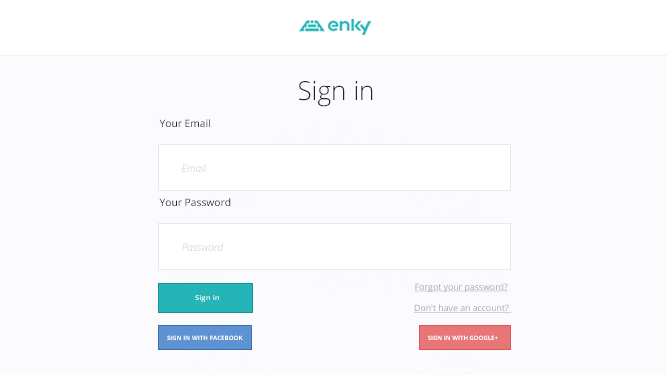 enky
Sign in
Your Email
Email
Your Password
Password
Sign in
Forgot your password?
Don't have an account?
SIGN IN WITH FACEBOOK
SIGN IN WITH GOOGLE+